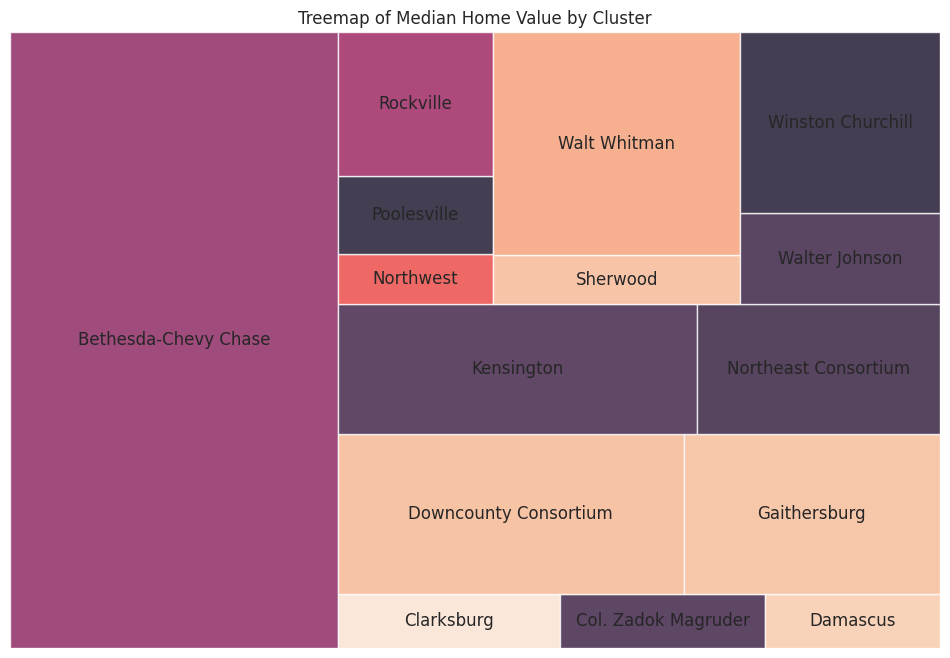 Treemap of Median Home Value by Cluster
Rockville
Walt Whitman
Winston Churchill
Poolesville
Walter Johnson
Northwest
Sherwood
Bethesda-Chevy Chase
Kensington
Northeast Consortium
Downcounty Consortium
Gaithersburg
Clarksburg
Col. Zadok Magruder
Damascus